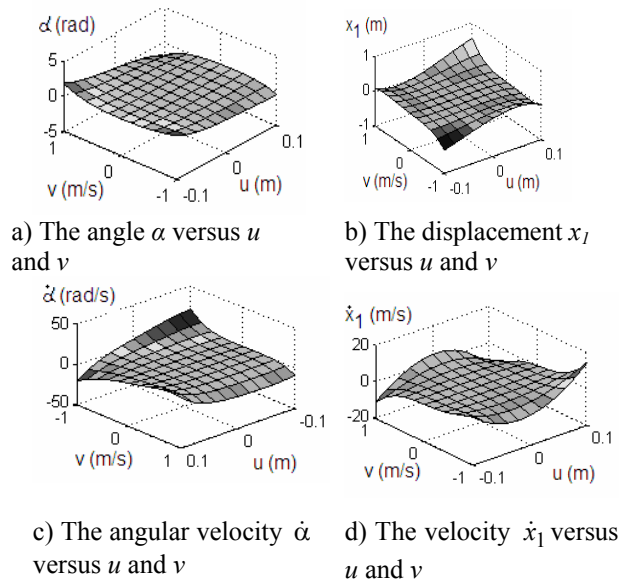 α (rad)
5
0
-5
1
0
-1
v (m/s)
-0.1
0
0.1
u (m)
x₁ (m)
1
0
-1
1
0
-1
v (m/s)
-0.1
0
0.1
u (m)
a) The angle α versus u
and v
b) The displacement x₁
versus u and v
α̇ (rad/s)
50
0
-50
-1
0
1
v (m/s)
0.1
0
-0.1
u (m)
ẋ₁ (m/s)
20
0
-20
1
0
-1
v (m/s)
-0.1
0
0.1
u (m)
c) The angular velocity α̇
versus u and v
d) The velocity ẋ₁ versus
u and v